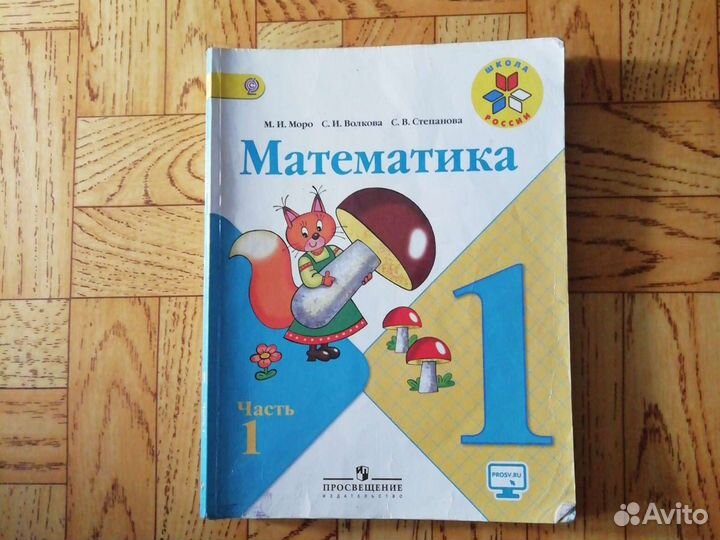 ШКОЛА
РОССИИ
М. И. Моро С. И. Волкова С. В. Степанова
Математика
1
Часть
1
PROSV.RU
ПРОСВЕЩЕНИЕ
ИЗДАТЕЛЬСТВО
Avito